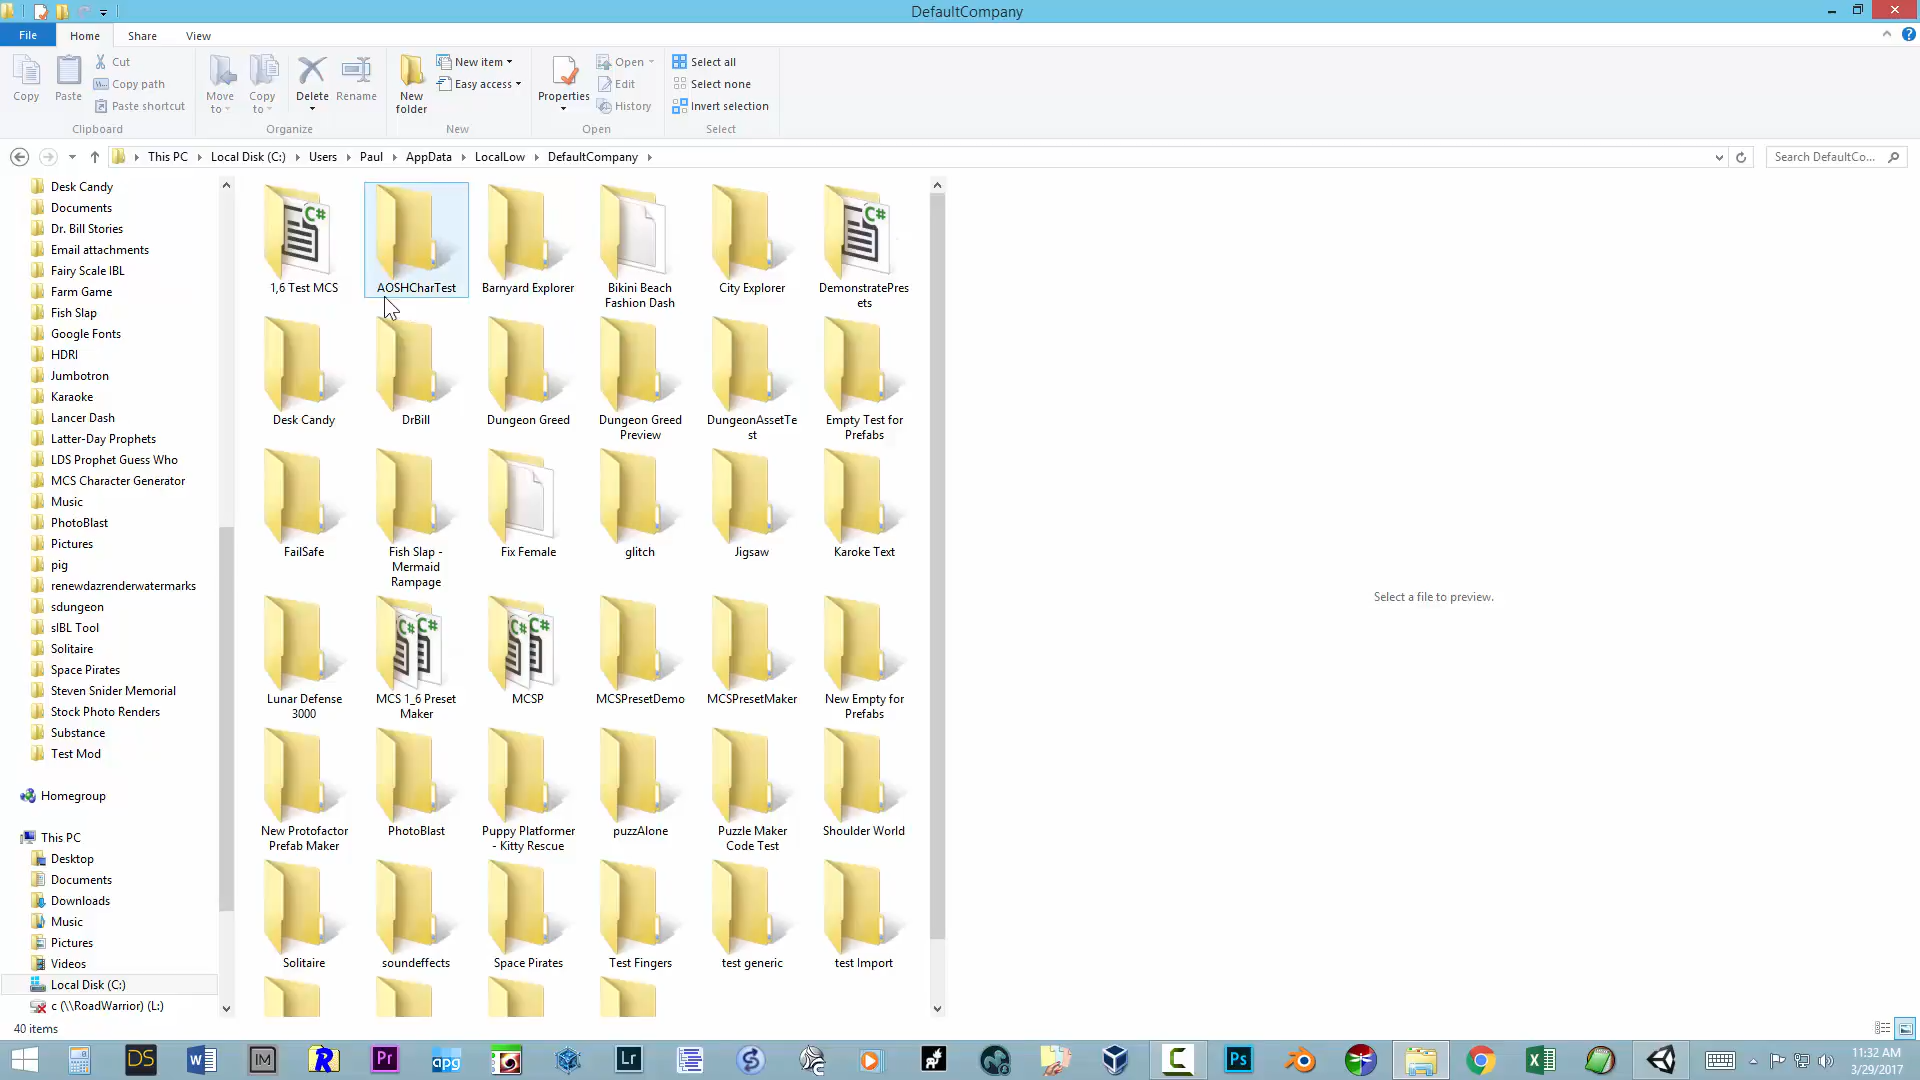 DefaultCompany
File
Home
Share
View
Copy
Paste
Cut
Copy path
Paste shortcut
Clipboard
Move to
Copy to
Delete
Rename
Organize
New folder
New item
Easy access
New
Properties
Open
Edit
History
Open
Select all
Select none
Invert selection
Select
This PC
Local Disk (C:)
Users
Paul
AppData
LocalLow
DefaultCompany
Search DefaultCo...
Desk Candy
Documents
Dr. Bill Stories
Email attachments
Fairy Scale IBL
Farm Game
Fish Slap
Google Fonts
HDRI
Jumbotron
Karaoke
Lancer Dash
Latter-Day Prophets
LDS Prophet Guess Who
MCS Character Generator
Music
PhotoBlast
Pictures
pig
renewdazrenderwatermarks
sdungeon
sIBL Tool
Solitaire
Space Pirates
Steven Snider Memorial
Stock Photo Renders
Substance
Test Mod
Homegroup
This PC
Desktop
Documents
Downloads
Music
Pictures
Videos
Local Disk (C:)
c (\\RoadWarrior) (L:)
C#
C#
1,6 Test MCS
AOSHCharTest
Barnyard Explorer
Bikini Beach
Fashion Dash
City Explorer
DemonstratePres
ets
Desk Candy
DrBill
Dungeon Greed
Dungeon Greed
Preview
DungeonAssetTe
st
Empty Test for
Prefabs
FailSafe
Fish Slap -
Mermaid
Rampage
Fix Female
glitch
Jigsaw
Karoke Text
C# C#
C# C#
Lunar Defense
3000
MCS 1_6 Preset
Maker
MCSP
MCSPresetDemo
MCSPresetMaker
New Empty for
Prefabs
New Protofactor
Prefab Maker
PhotoBlast
Puppy Platformer
- Kitty Rescue
puzzAlone
Puzzle Maker
Code Test
Shoulder World
Solitaire
soundeffects
Space Pirates
Test Fingers
test generic
test Import
Select a file to preview.
40 items
DS
W
IM
R
Pr
apg
Lr
S
C
Ps
X
11:32 AM
3/29/2017